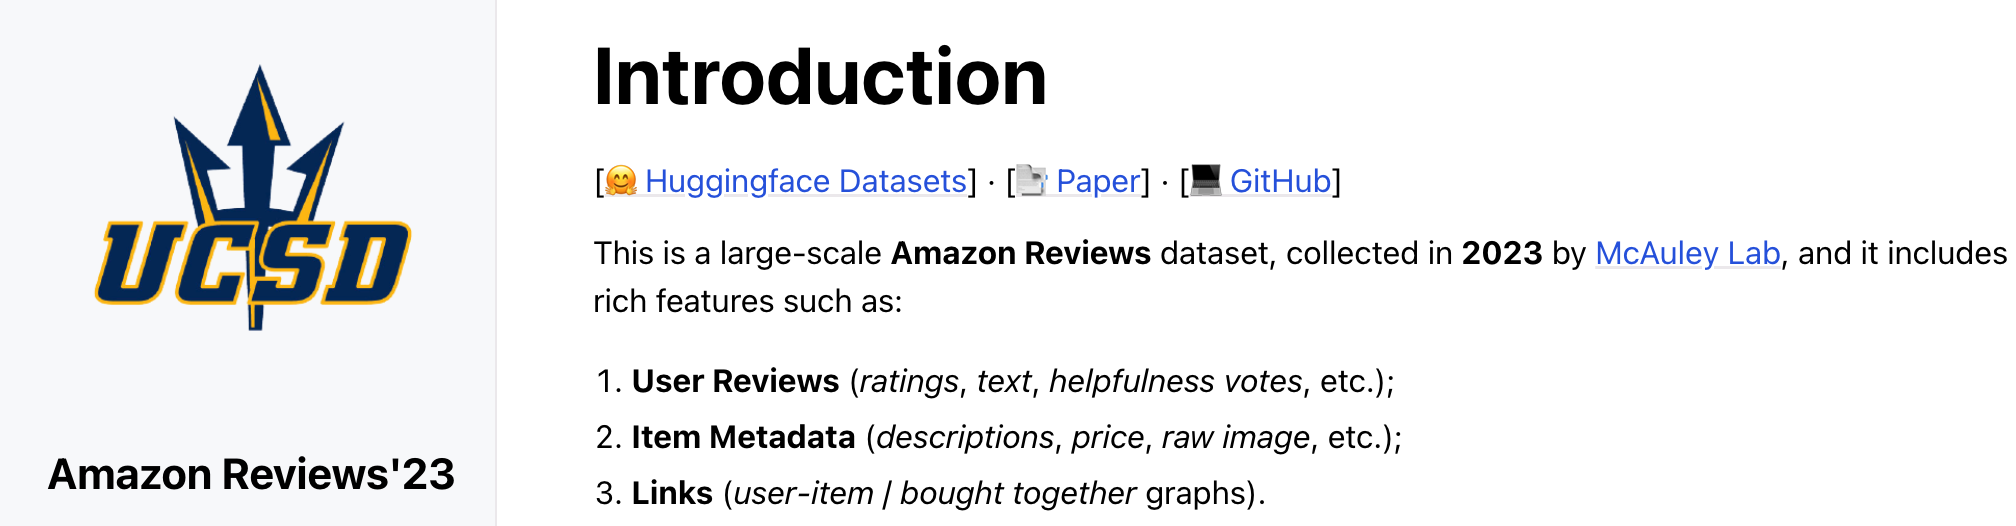 UCSD
Amazon Reviews'23
Introduction
[🤗 Huggingface Datasets] · [📑 Paper] · [💻 GitHub]
This is a large-scale Amazon Reviews dataset, collected in 2023 by McAuley Lab, and it includes
rich features such as:
1. User Reviews (ratings, text, helpfulness votes, etc.);
2. Item Metadata (descriptions, price, raw image, etc.);
3. Links (user-item / bought together graphs).